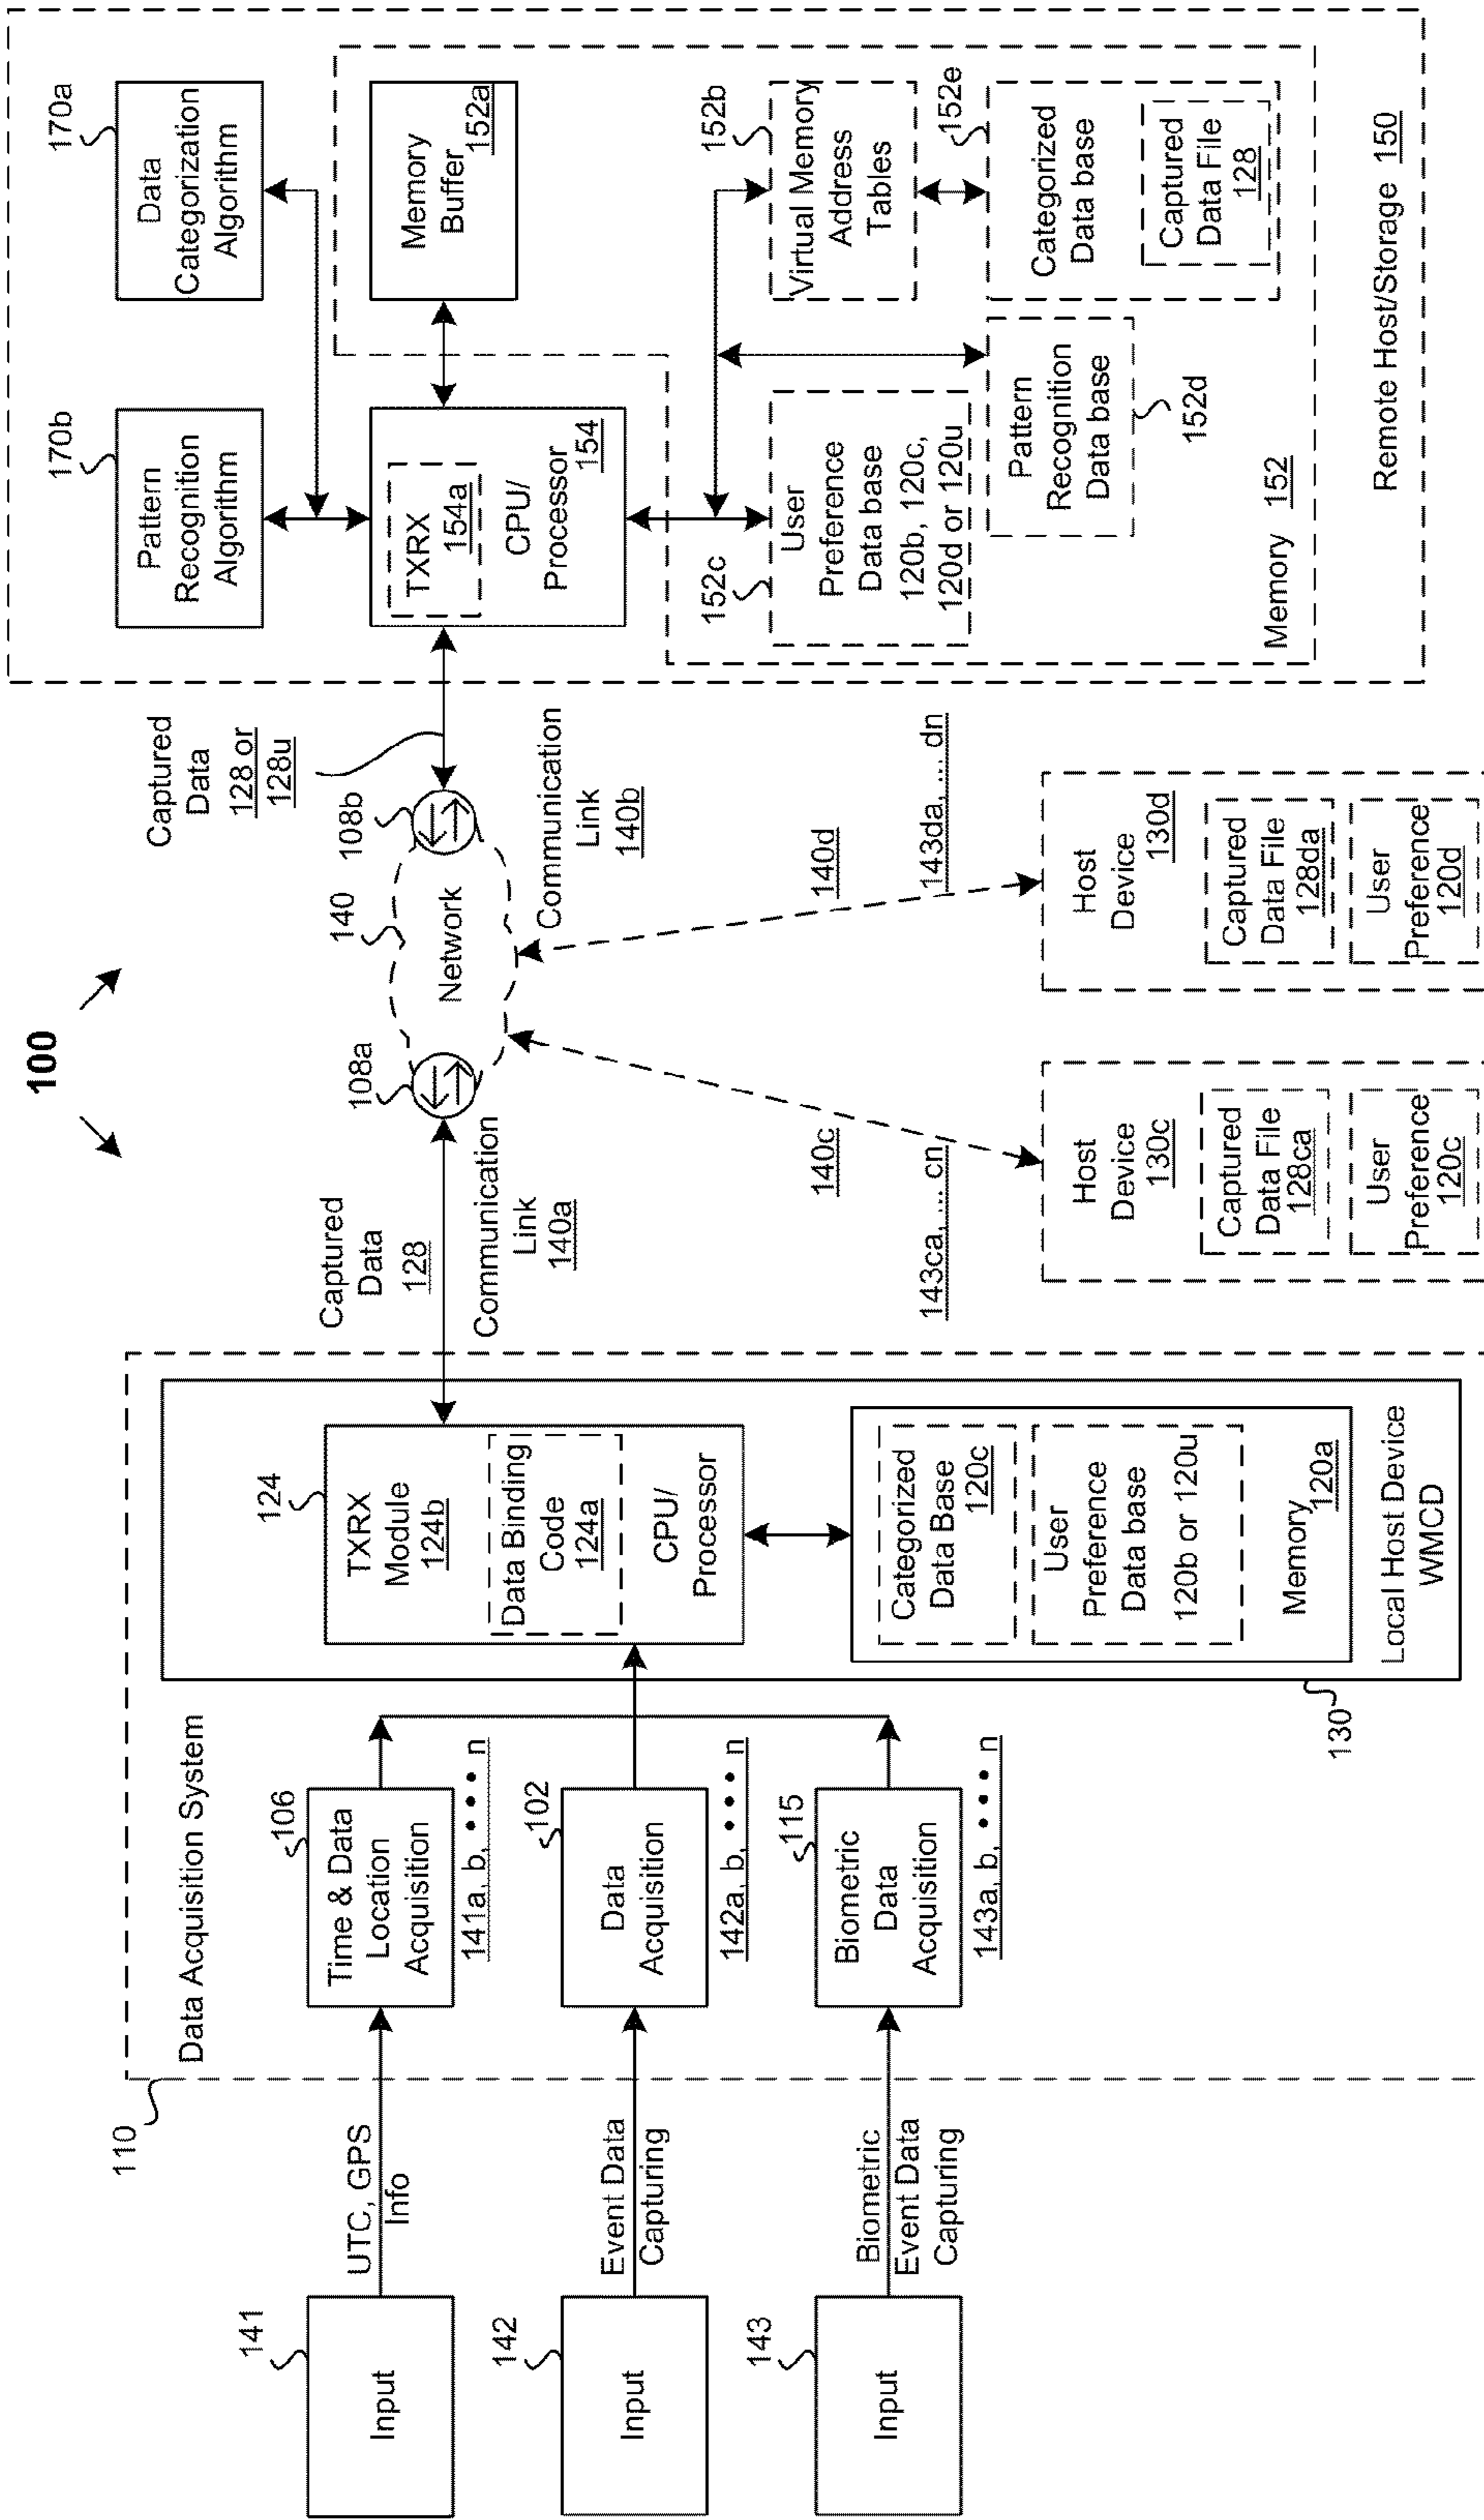 100
110
Data Acquisition System
141
Input
UTC, GPS
Info
106
Time & Data
Location
Acquisition
141a, b, •••• n
142
Input
Event Data
Capturing
102
Data
Acquisition
142a, b, •••• n
143
Input
Biometric
Event Data
Capturing
115
Biometric
Data
Acquisition
143a, b, ••• n
124
TXRX
Module
124b
Data Binding
Code
124a
CPU/
Processor
Categorized
Data Base
120c
User
Preference
Data base
120b or 120u
Memory
120a
Local Host Device
WMCD
130
Captured
Data
128
Communication
Link
140a
108a
140
Network
108b
Captured
Data
128 or
128u
Communication
Link
140b
140c
143ca, ... cn
140d
143da, ... dn
Host
Device
130c
Captured
Data File
128ca
User
Preference
120c
Host
Device
130d
Captured
Data File
128da
User
Preference
120d
170b
Pattern
Recognition
Algorithm
170a
Data
Categorization
Algorithm
TXRX
154a
CPU/
Processor
154
Memory
Buffer
152a
152c
User
Preference
Data base
120b, 120c,
120d or 120u
152b
Virtual Memory
Address
Tables
152e
Categorized
Data base
Captured
Data File
128
Pattern
Recognition
Data base
152d
Memory 152
Remote Host/Storage 150